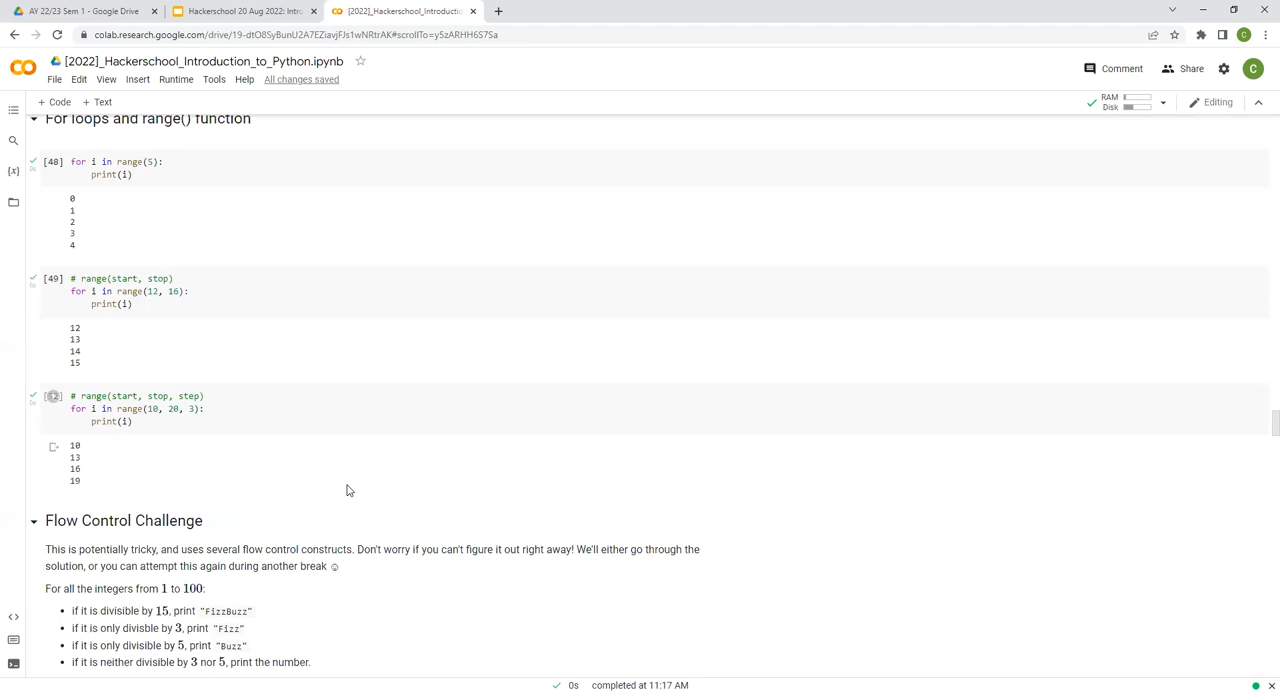 AY 22/23 Sem 1 - Google Drive
Hackerschool 20 Aug 2022: Intro
[2022]_Hackerschool_Introductio
colab.research.google.com/drive/19-dtO8SyBunU2A7EZiavjFJs1wNRtrAK#scrollTo=y5zARHH6S7Sa
C
[2022]_Hackerschool_Introduction_to_Python.ipynb
Comment
Share
C
File Edit View Insert Runtime Tools Help All changes saved
+ Code + Text
RAM
Disk
Editing
For loops and range() function
[48] for i in range(5):
print(i)
0s
0
1
2
3
4
[49] # range(start, stop)
for i in range(12, 16):
print(i)
0s
12
13
14
15
[52] # range(start, stop, step)
for i in range(10, 20, 3):
print(i)
0s
10
13
16
19
Flow Control Challenge
This is potentially tricky, and uses several flow control constructs. Don't worry if you can't figure it out right away! We'll either go through the
solution, or you can attempt this again during another break ☺
For all the integers from 1 to 100:
• if it is divisible by 15, print "FizzBuzz"
• if it is only divisble by 3, print "Fizz"
• if it is only divisible by 5, print "Buzz"
• if it is neither divisible by 3 nor 5, print the number.
0s completed at 11:17 AM